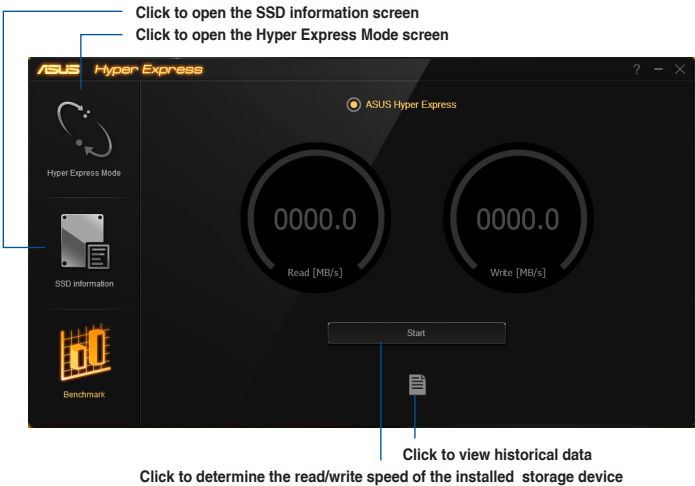 Click to open the SSD information screen
Click to open the Hyper Express Mode screen
ASUS Hyper Express
? – ×
ASUS Hyper Express
Hyper Express Mode
0000.0 0000.0
Read [MB/s] Write [MB/s]
SSD information
Start
Benchmark
Click to view historical data
Click to determine the read/write speed of the installed  storage device